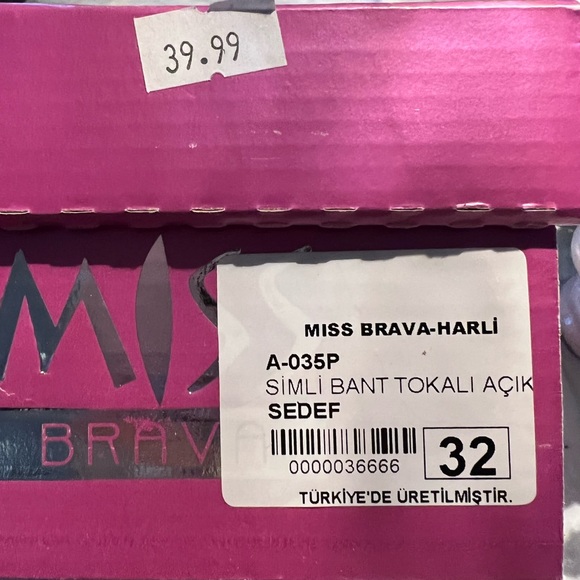 39.99
MISS
BRAVA
MISS BRAVA-HARLİ
A-035P
SİMLİ BANT TOKALI AÇIK
SEDEF
0000036666
32
TÜRKİYE'DE ÜRETİLMİŞTİR.